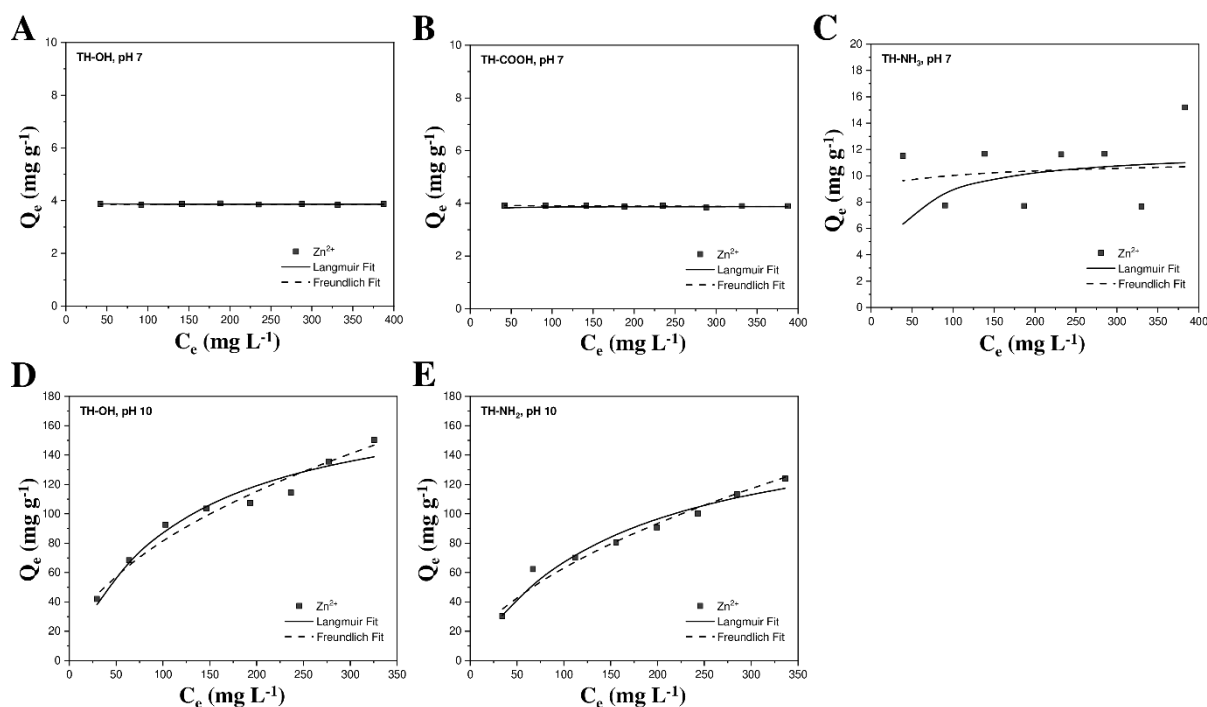 A
TH-OH, pH 7
Qₑ (mg g⁻¹)
10
8
6
4
2
0
Zn²⁺
Langmuir Fit
Freundlich Fit
0 50 100 150 200 250 300 350 400
Cₑ (mg L⁻¹)
B
TH-COOH, pH 7
Qₑ (mg g⁻¹)
10
8
6
4
2
0
Zn²⁺
Langmuir Fit
Freundlich Fit
0 50 100 150 200 250 300 350 400
Cₑ (mg L⁻¹)
C
TH-NH₃, pH 7
Qₑ (mg g⁻¹)
20
18
16
14
12
10
8
6
4
2
0
Zn²⁺
Langmuir Fit
Freundlich Fit
0 50 100 150 200 250 300 350 400
Cₑ (mg L⁻¹)
D
TH-OH, pH 10
Qₑ (mg g⁻¹)
180
160
140
120
100
80
60
40
20
0
Zn²⁺
Langmuir Fit
Freundlich Fit
0 50 100 150 200 250 300 350
Cₑ (mg L⁻¹)
E
TH-NH₂, pH 10
Qₑ (mg g⁻¹)
180
160
140
120
100
80
60
40
20
0
Zn²⁺
Langmuir Fit
Freundlich Fit
0 50 100 150 200 250 300 350
Cₑ (mg L⁻¹)